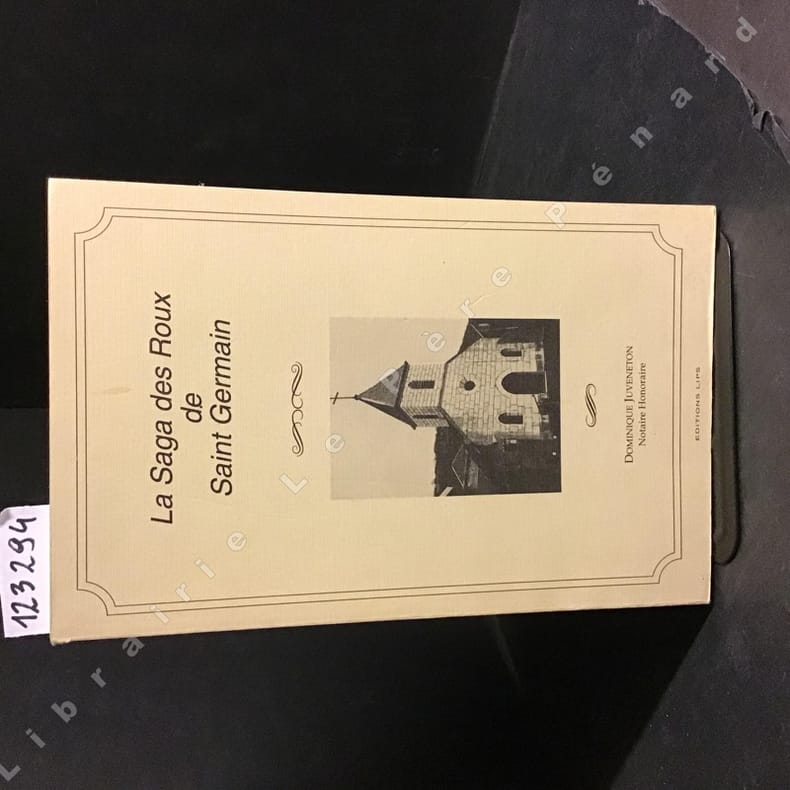 La Saga des Roux
de
Saint Germain
DOMINIQUE JUVENETON
Notaire Honoraire
EDITIONS LIPS
123294
Librairie Le Père Pénard